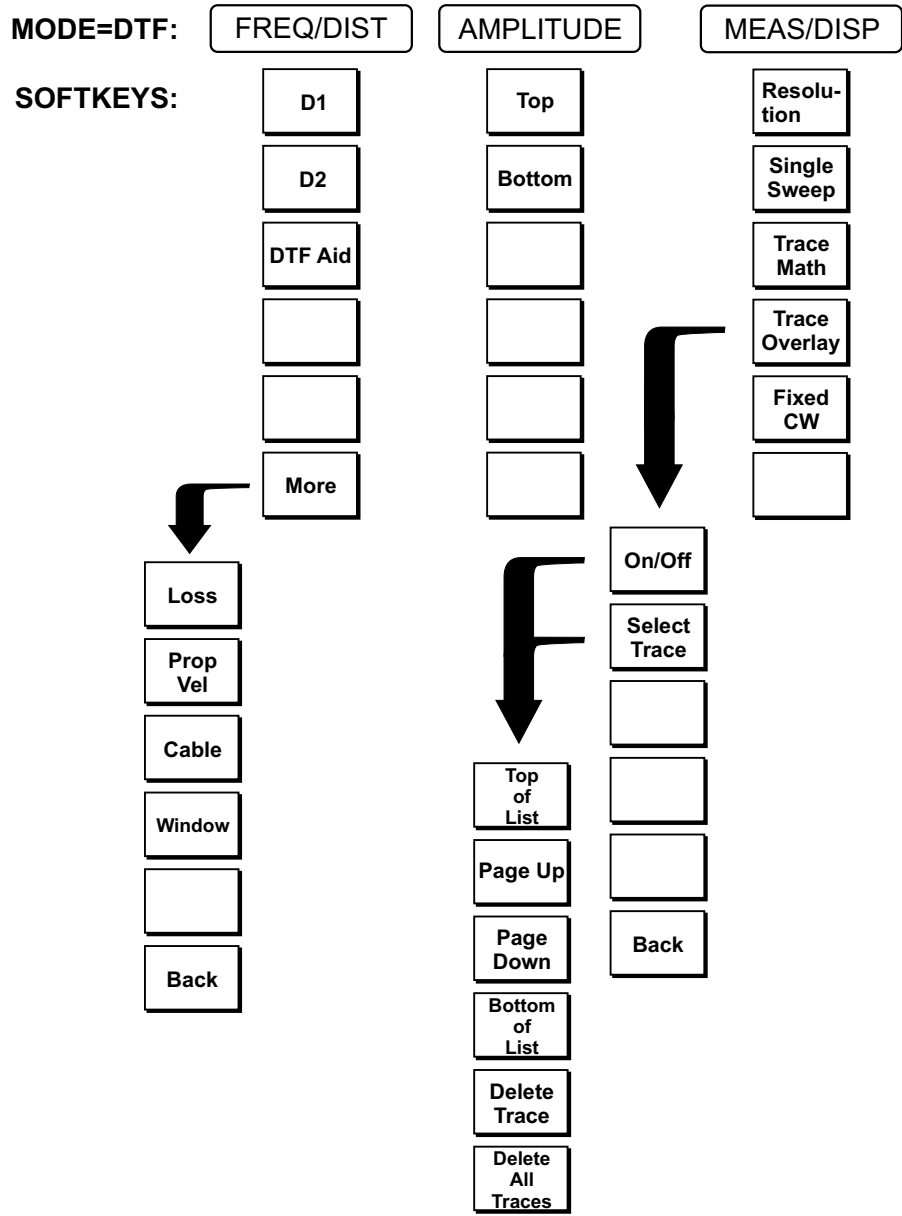 MODE=DTF:
FREQ/DIST
AMPLITUDE
MEAS/DISP
SOFTKEYS:
D1
D2
DTF Aid
More
Loss
Prop
Vel
Cable
Window
Back
Top
Bottom
Resolu-
tion
Single
Sweep
Trace
Math
Trace
Overlay
Fixed
CW
On/Off
Select
Trace
Back
Top
of
List
Page Up
Page
Down
Bottom
of
List
Delete
Trace
Delete
All
Traces